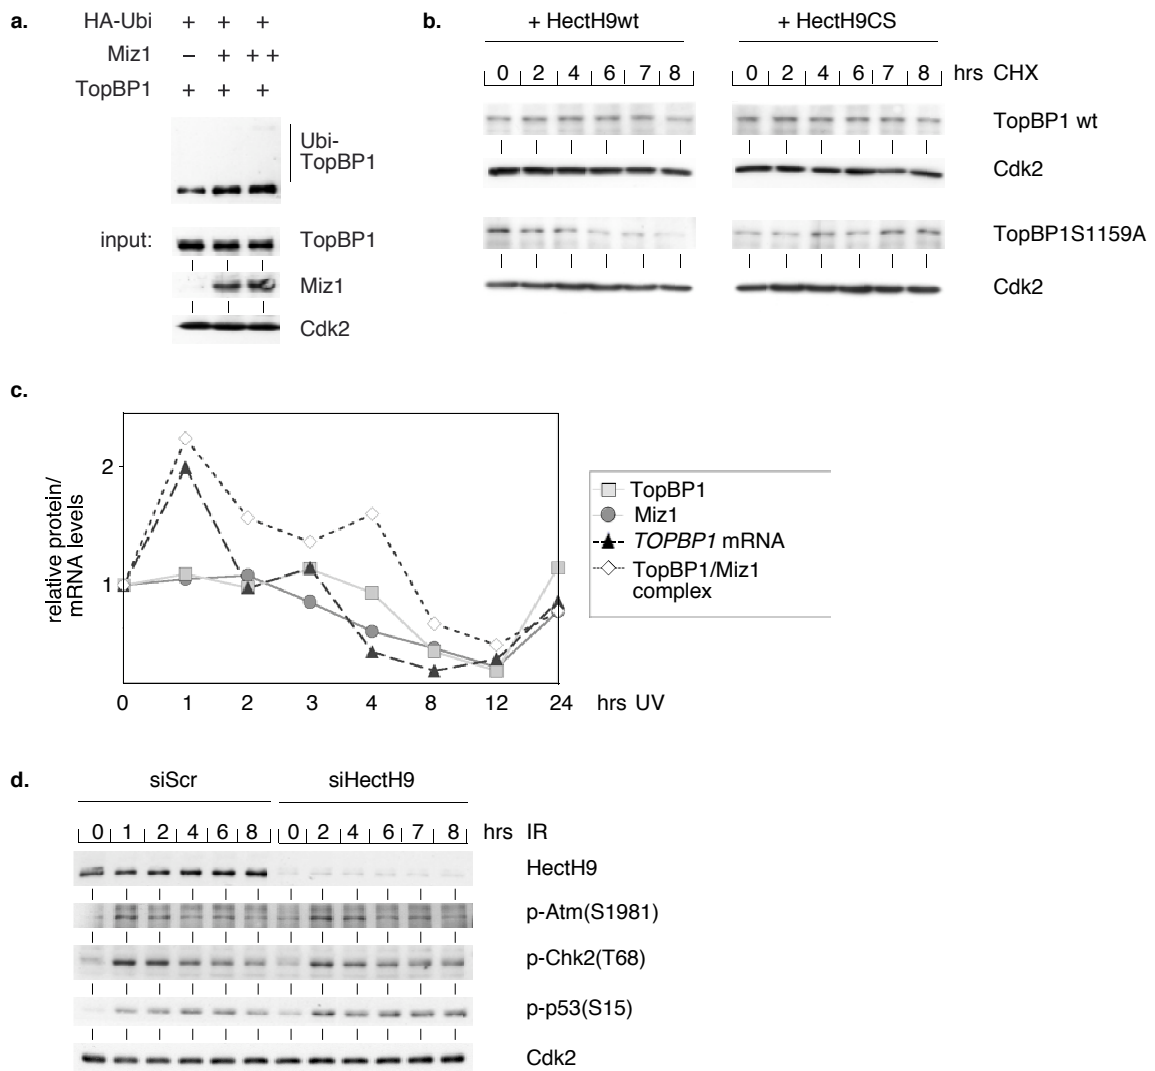 a.
HA-Ubi + + +
Miz1 – + + +
TopBP1 + + +
Ubi-
TopBP1
input:
TopBP1
Miz1
Cdk2
b.
+ HectH9wt
+ HectH9CS
0 2 4 6 7 8 0 2 4 6 7 8 hrs CHX
TopBP1 wt
Cdk2
TopBP1S1159A
Cdk2
c.
relative protein/
mRNA levels
2
1
0 1 2 3 4 8 12 24 hrs UV
TopBP1
Miz1
TOPBP1 mRNA
TopBP1/Miz1
complex
d.
siScr
siHectH9
0 1 2 4 6 8 0 2 4 6 7 8 hrs IR
HectH9
p-Atm(S1981)
p-Chk2(T68)
p-p53(S15)
Cdk2